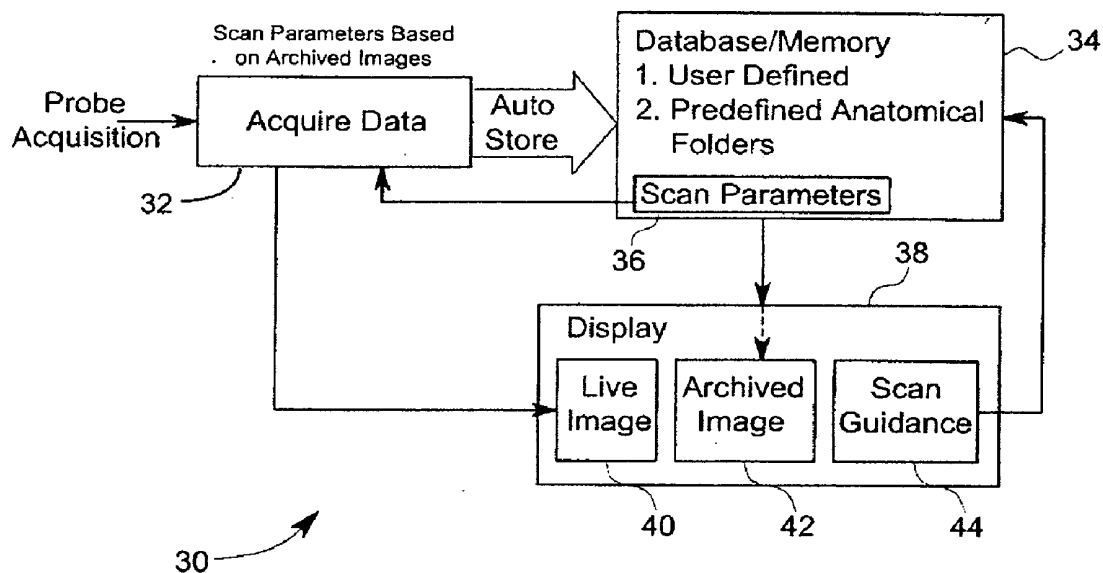 Scan Parameters Based
on Archived Images
Probe
Acquisition
Acquire Data
Auto
Store
32
Database/Memory
1. User Defined
2. Predefined Anatomical
Folders
Scan Parameters
34
36
38
Display
Live
Image
Archived
Image
Scan
Guidance
40
42
44
30